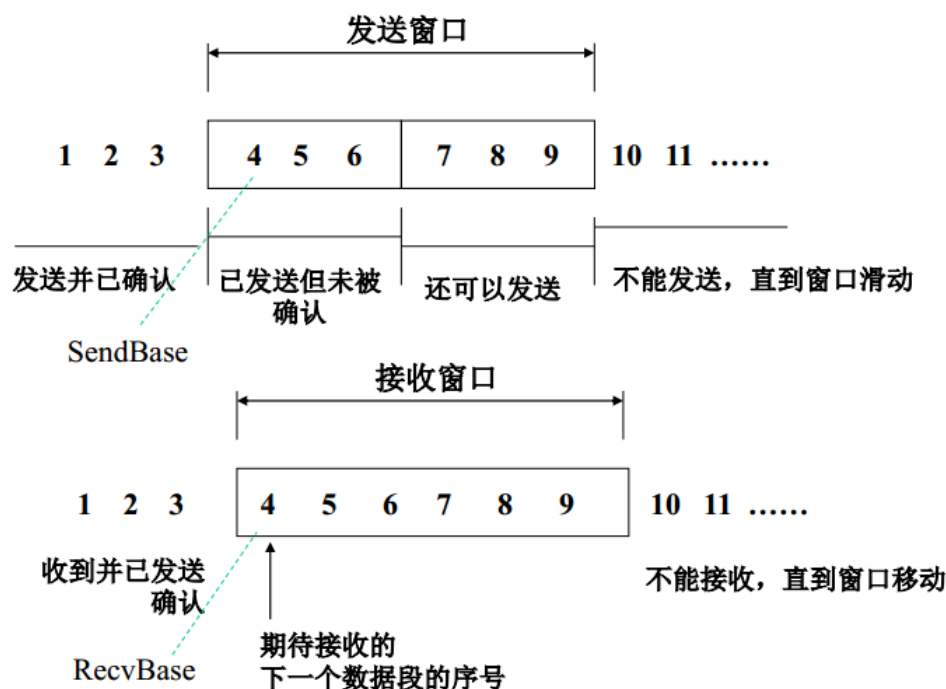 发送窗口
1 2 3 4 5 6 7 8 9 10 11 ……
发送并已确认
已发送但未被
确认
还可以发送
不能发送，直到窗口滑动
SendBase
接收窗口
1 2 3 4 5 6 7 8 9 10 11 ……
收到并已发送
确认
不能接收，直到窗口移动
期待接收的
下一个数据段的序号
RecvBase